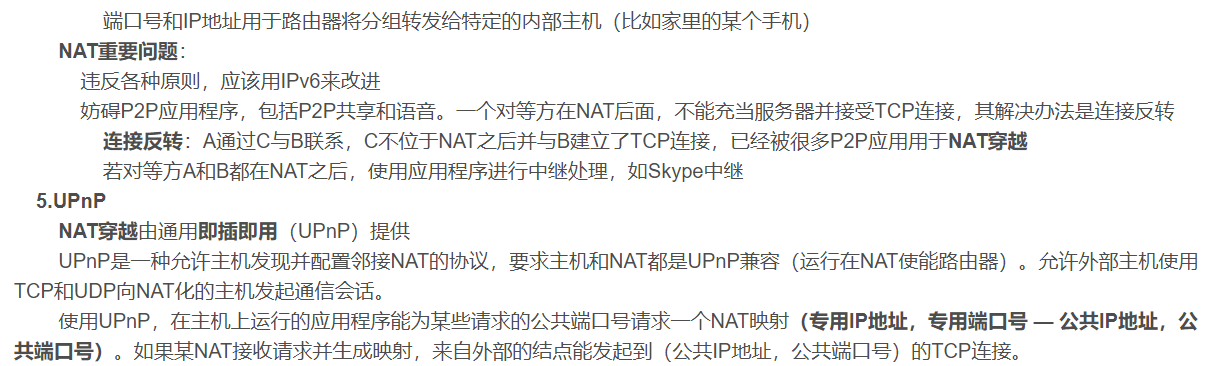 端口号和IP地址用于路由器将分组转发给特定的内部主机（比如家里的某个手机）
NAT重要问题：
违反各种原则，应该用IPv6来改进
妨碍P2P应用程序，包括P2P共享和语音。一个对等方在NAT后面，不能充当服务器并接受TCP连接，其解决办法是连接反转
连接反转：A通过C与B联系，C不位于NAT之后并与B建立了TCP连接，已经被很多P2P应用用于NAT穿越
若对等方A和B都在NAT之后，使用应用程序进行中继处理，如Skype中继
5.UPnP
NAT穿越由通用即插即用（UPnP）提供
UPnP是一种允许主机发现并配置邻接NAT的协议，要求主机和NAT都是UPnP兼容（运行在NAT使能路由器）。允许外部主机使用
TCP和UDP向NAT化的主机发起通信会话。
使用UPnP，在主机上运行的应用程序能为某些请求的公共端口号请求一个NAT映射（专用IP地址，专用端口号 — 公共IP地址，公
共端口号）。如果某NAT接收请求并生成映射，来自外部的结点能发起到（公共IP地址，公共端口号）的TCP连接。